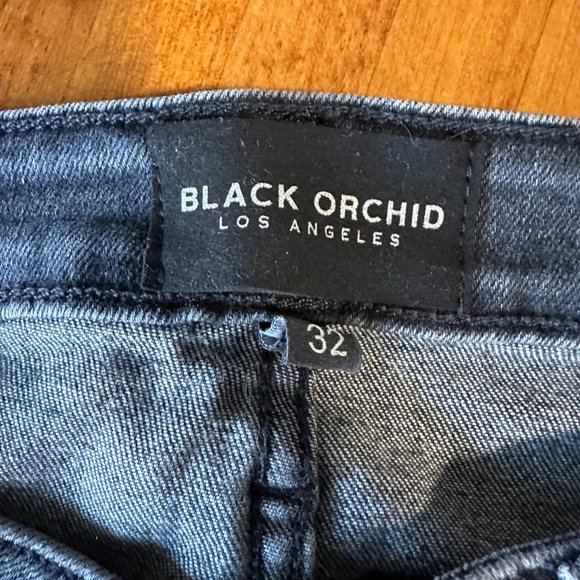 BLACK ORCHID
LOS ANGELES
32